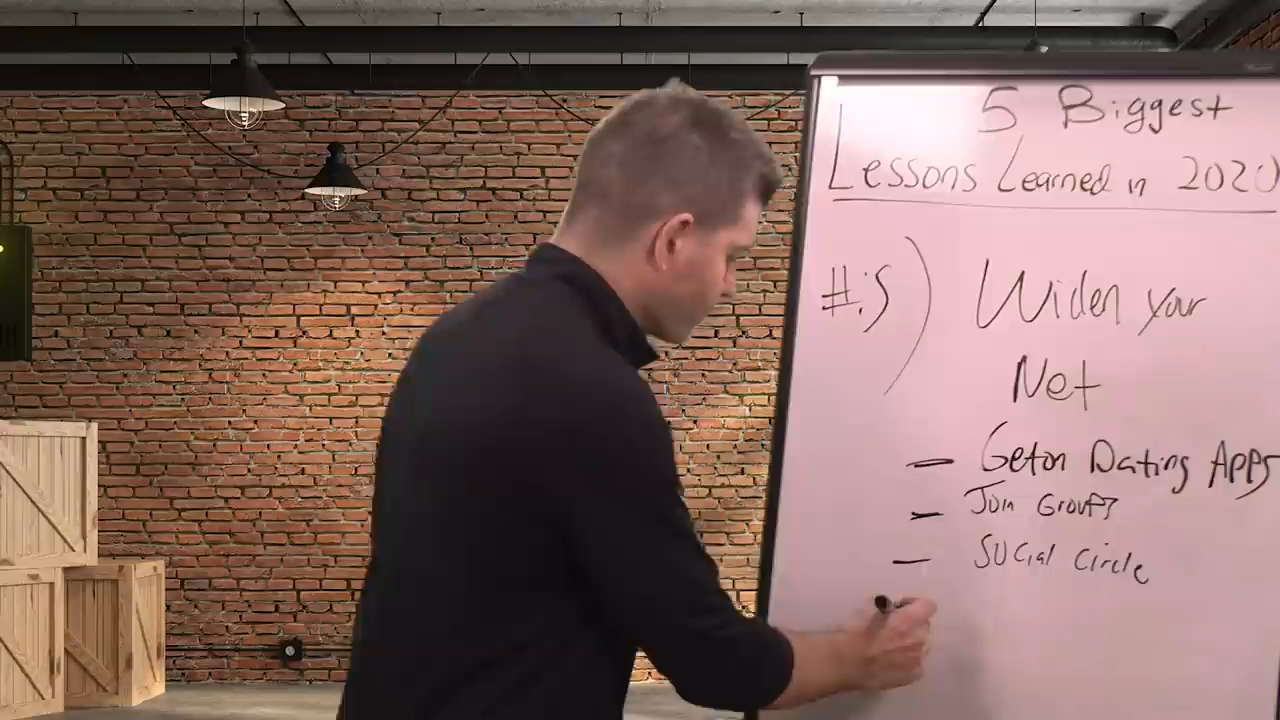 5 Biggest
Lessons Learned in 2020
#:5) Widen your
Net
— Get on Dating Apps
— Join Groups
— Social Circle